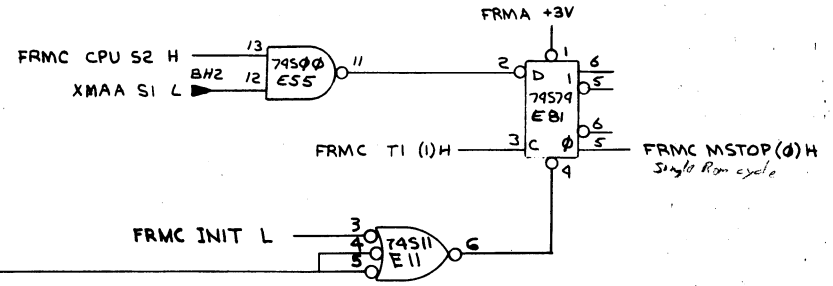 FRMA +3V
FRMC CPU S2 H
13
74S00
E55
11
XMAA S1 L
BH2
12
2
1
D
1
6
5
74S74
E81
6
FRMC T1 (1)H
3
C
0
5
FRMC MSTOP(0)H
Single Rom cycle
4
FRMC INIT L
3
4
5
74S11
E11
6